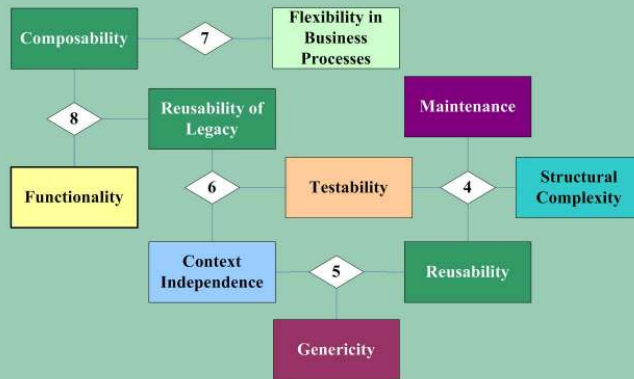 Composability
7
Flexibility in
Business
Processes
8
Reusability of
Legacy
Maintenance
Functionality
6
Testability
4
Structural
Complexity
Context
Independence
5
Reusability
Genericity